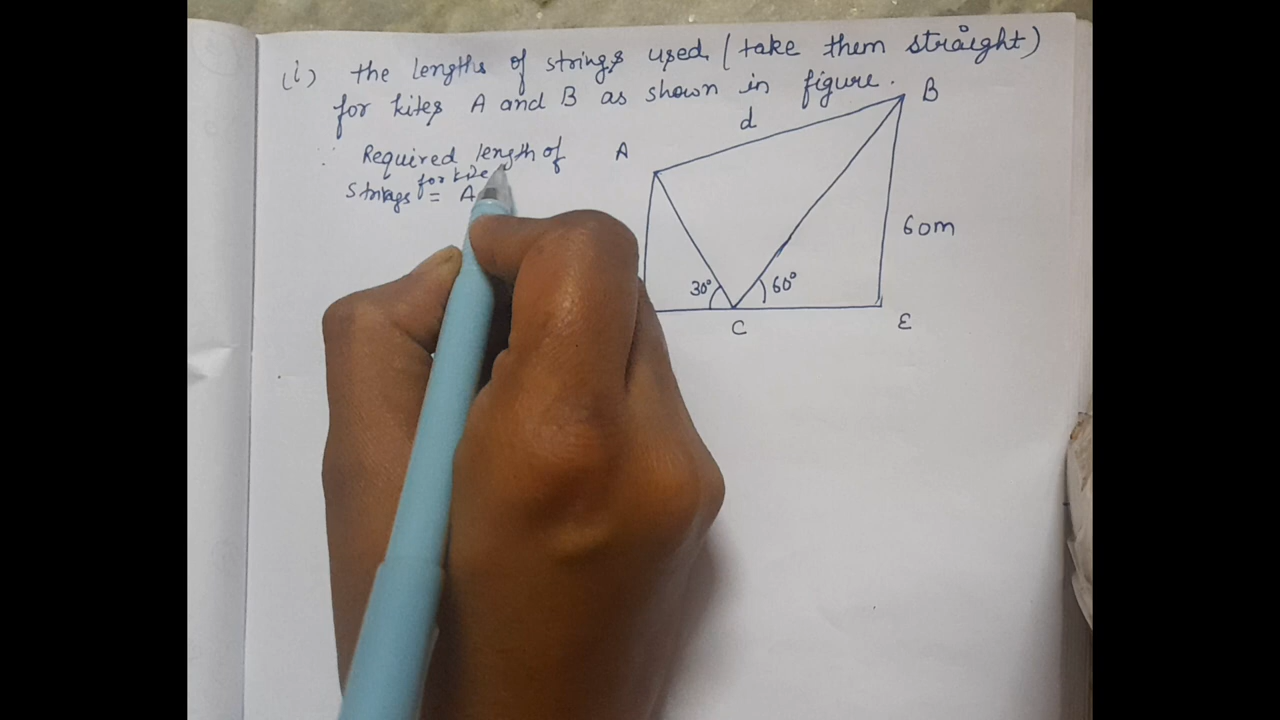 (i) the lengths of strings used (take them straight)
for kites A and B as shown in figure.
∴ Required length of
for kite
strings = A
A
d
B
60m
30°
60°
C
E